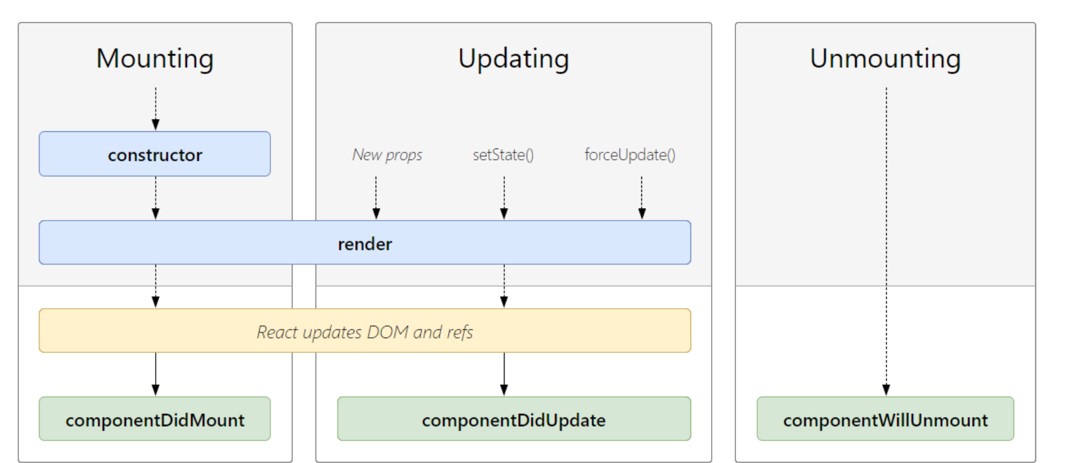 Mounting
Updating
Unmounting
constructor
New props
setState()
forceUpdate()
render
React updates DOM and refs
componentDidMount
componentDidUpdate
componentWillUnmount